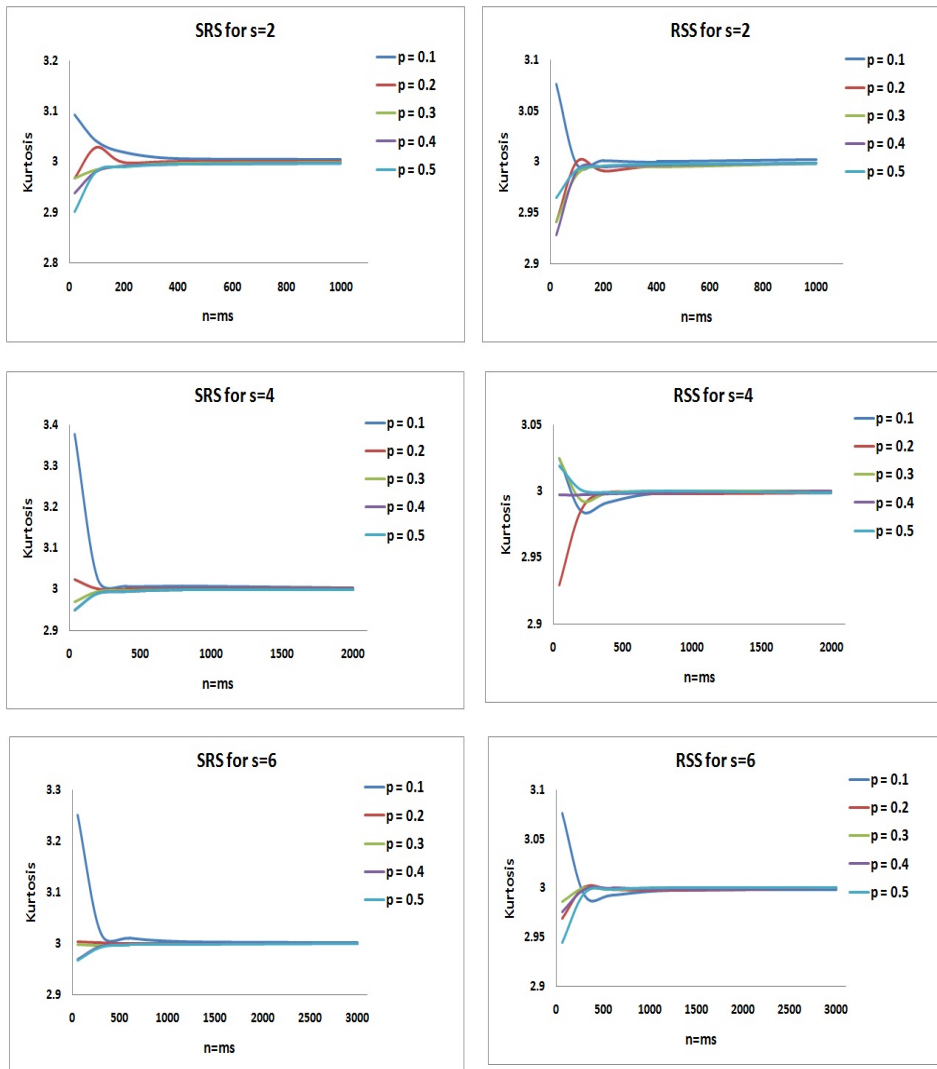 SRS for s=2
Kurtosis
3.2
3.1
3
2.9
2.8
0 200 400 600 800 1000
n=ms
p = 0.1
p = 0.2
p = 0.3
p = 0.4
p = 0.5
RSS for s=2
Kurtosis
3.1
3.05
3
2.95
2.9
0 200 400 600 800 1000
n=ms
p = 0.1
p = 0.2
p = 0.3
p = 0.4
p = 0.5
SRS for s=4
Kurtosis
3.4
3.3
3.2
3.1
3
2.9
0 500 1000 1500 2000
n=ms
p = 0.1
p = 0.2
p = 0.3
p = 0.4
p = 0.5
RSS for s=4
Kurtosis
3.05
3
2.95
2.9
0 500 1000 1500 2000
n=ms
p = 0.1
p = 0.2
p = 0.3
p = 0.4
p = 0.5
SRS for s=6
Kurtosis
3.3
3.2
3.1
3
2.9
0 500 1000 1500 2000 2500 3000
n=ms
p = 0.1
p = 0.2
p = 0.3
p = 0.4
p = 0.5
RSS for s=6
Kurtosis
3.1
3.05
3
2.95
2.9
0 500 1000 1500 2000 2500 3000
n=ms
p = 0.1
p = 0.2
p = 0.3
p = 0.4
p = 0.5